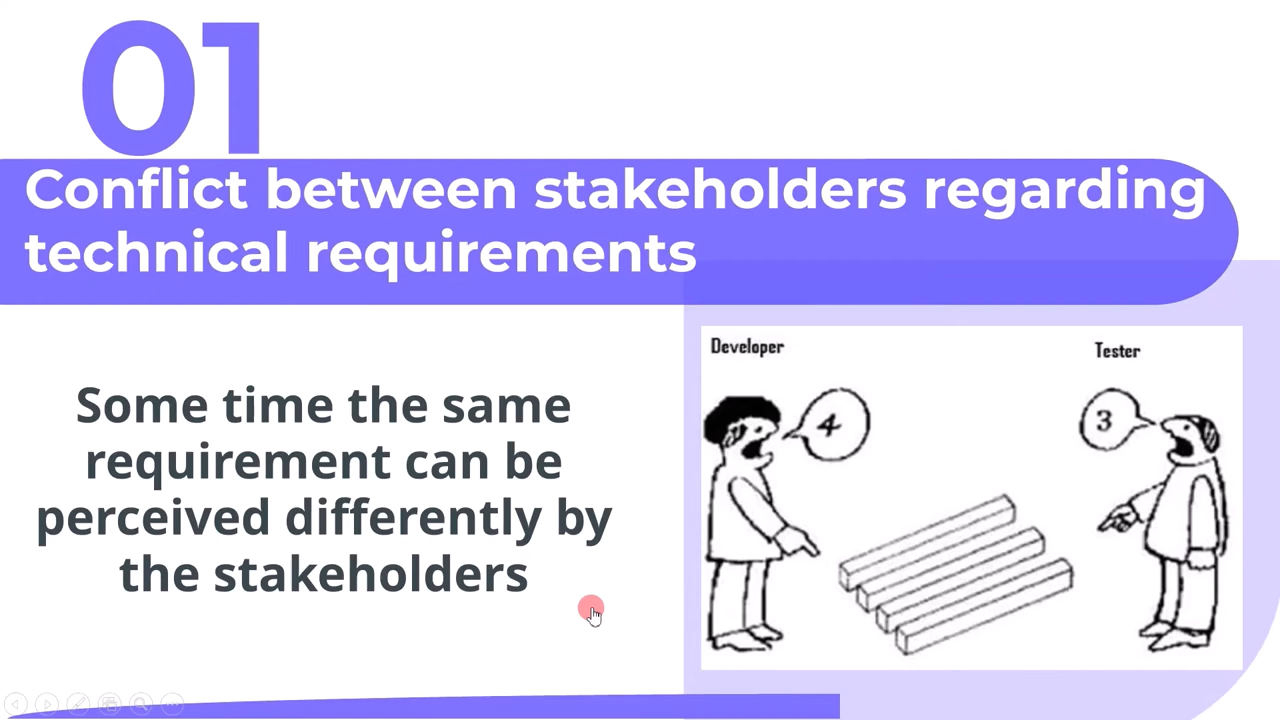 01
Conflict between stakeholders regarding
technical requirements
Some time the same
requirement can be
perceived differently by
the stakeholders
Developer
Tester
4
3